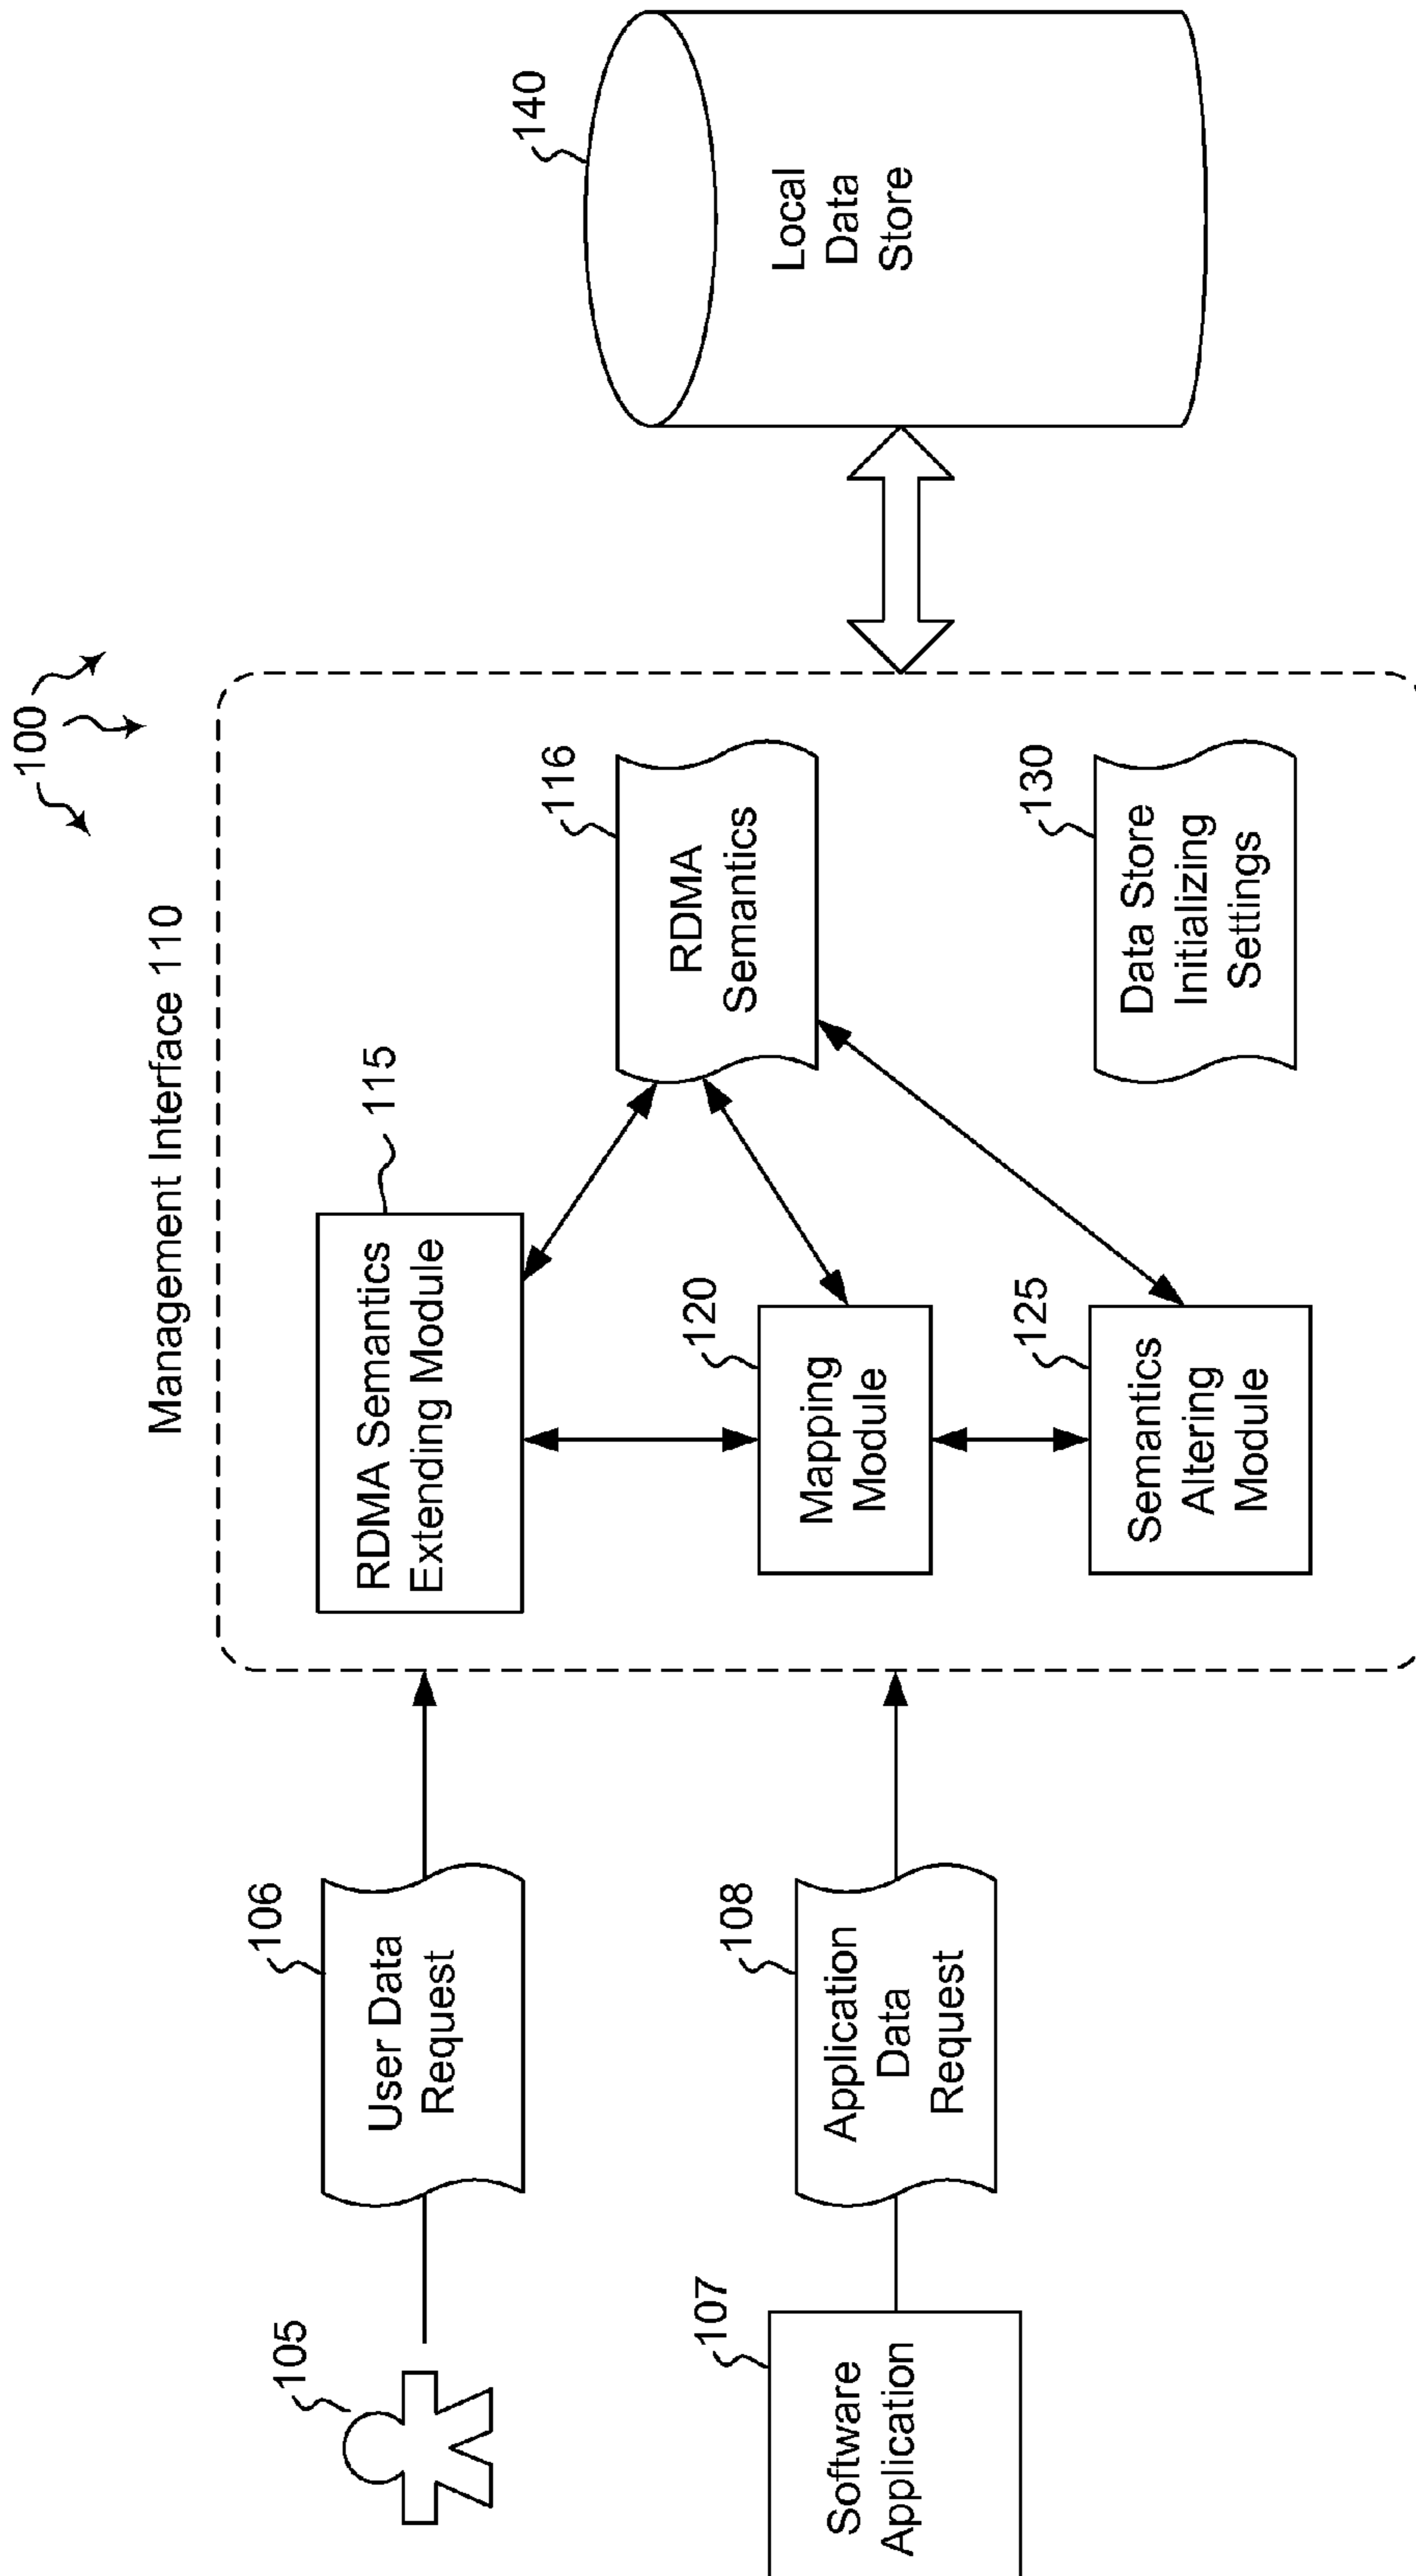 100
Management Interface 110
105
106
User Data
Request
107
Software
Application
108
Application
Data
Request
115
RDMA Semantics
Extending Module
116
RDMA
Semantics
120
Mapping
Module
125
Semantics
Altering
Module
130
Data Store
Initializing
Settings
140
Local
Data
Store